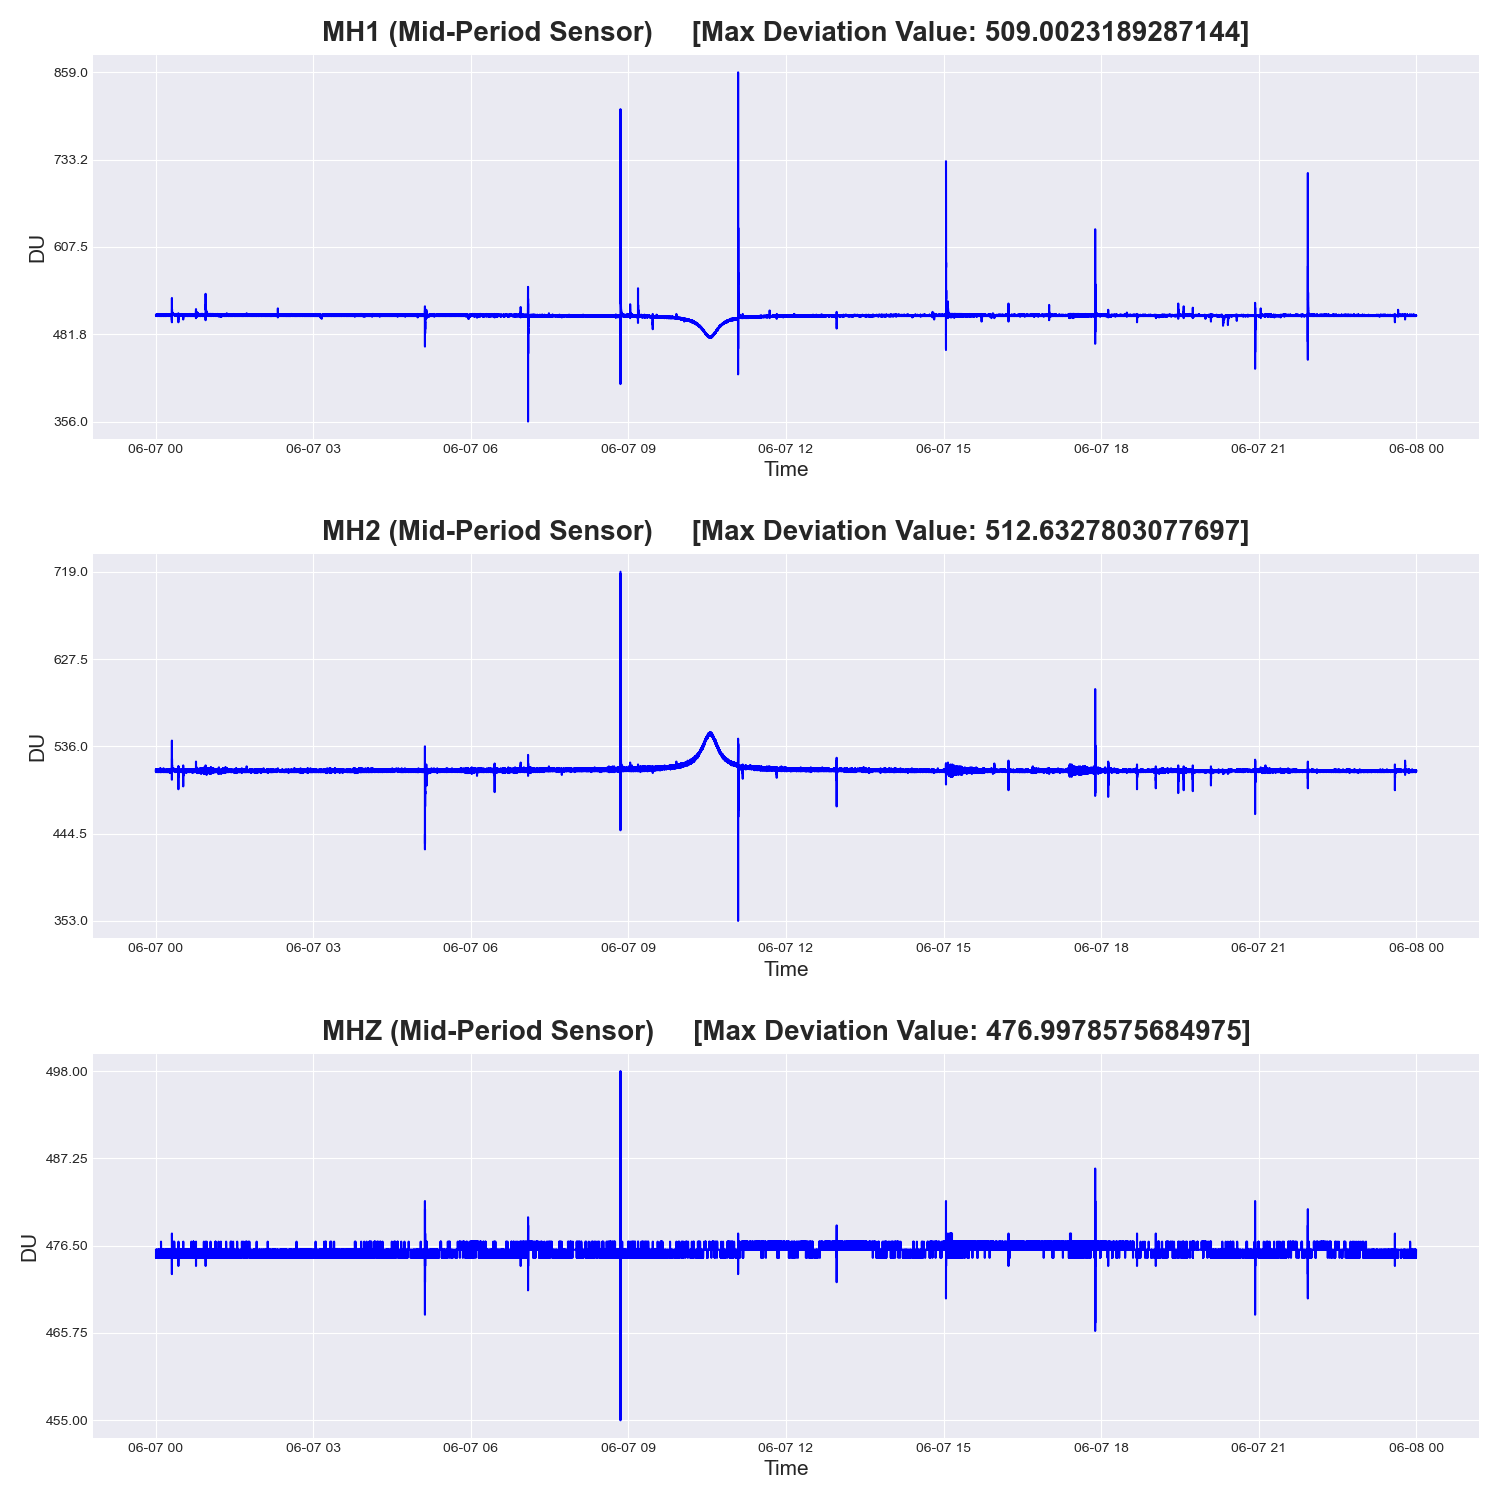 MH1 (Mid-Period Sensor) [Max Deviation Value: 509.0023189287144]
859.0
733.2
607.5
481.8
356.0
DU
06-07 00 06-07 03 06-07 06 06-07 09 06-07 12 06-07 15 06-07 18 06-07 21 06-08 00
Time
MH2 (Mid-Period Sensor) [Max Deviation Value: 512.6327803077697]
719.0
627.5
536.0
444.5
353.0
DU
06-07 00 06-07 03 06-07 06 06-07 09 06-07 12 06-07 15 06-07 18 06-07 21 06-08 00
Time
MHZ (Mid-Period Sensor) [Max Deviation Value: 476.9978575684975]
498.00
487.25
476.50
465.75
455.00
DU
06-07 00 06-07 03 06-07 06 06-07 09 06-07 12 06-07 15 06-07 18 06-07 21 06-08 00
Time